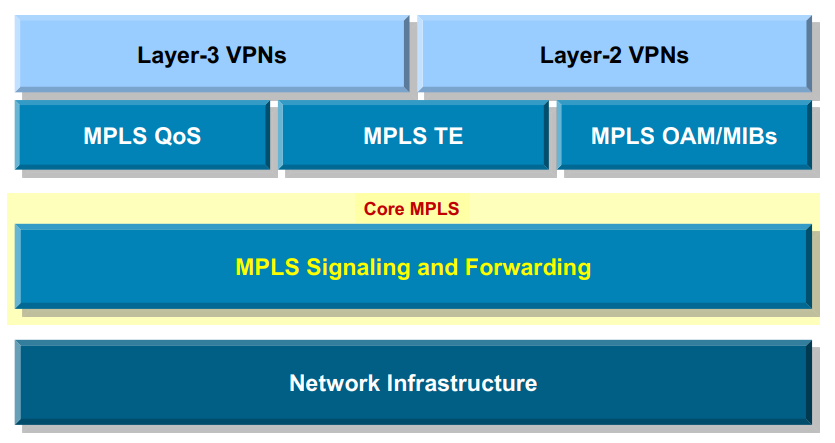 Layer-3 VPNs
Layer-2 VPNs
MPLS QoS
MPLS TE
MPLS OAM/MIBs
Core MPLS
MPLS Signaling and Forwarding
Network Infrastructure